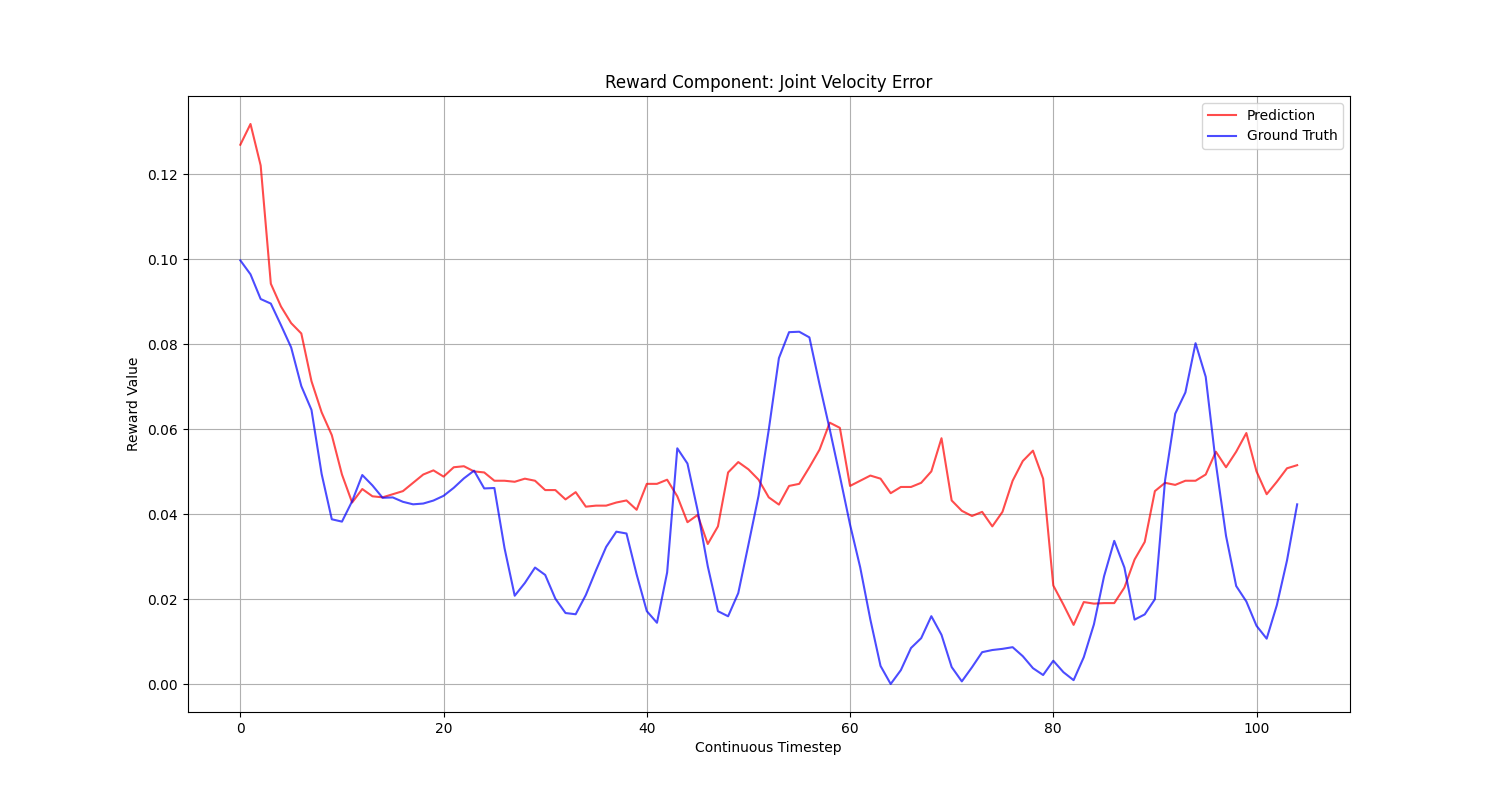 Reward Component: Joint Velocity Error
Prediction
Ground Truth
Reward Value
0.12
0.10
0.08
0.06
0.04
0.02
0.00
0
20
40
60
80
100
Continuous Timestep